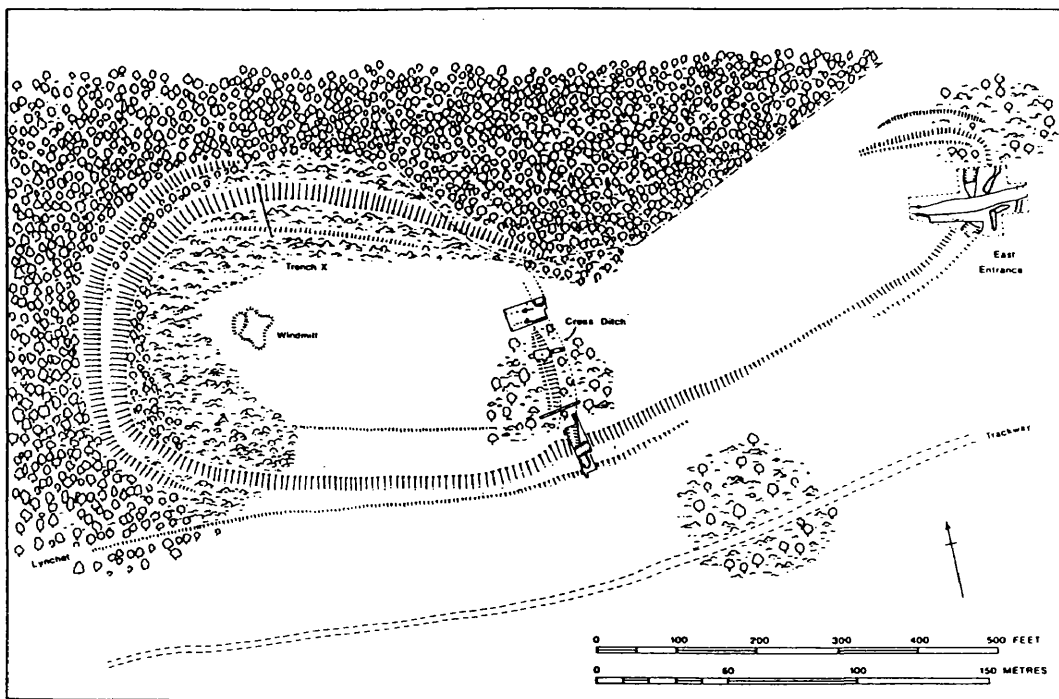 Trench X
Windmill
Cross Ditch
East
Entrance
Trackway
Lynchet
0 100 200 300 400 500 FEET
0 50 100 150 METRES